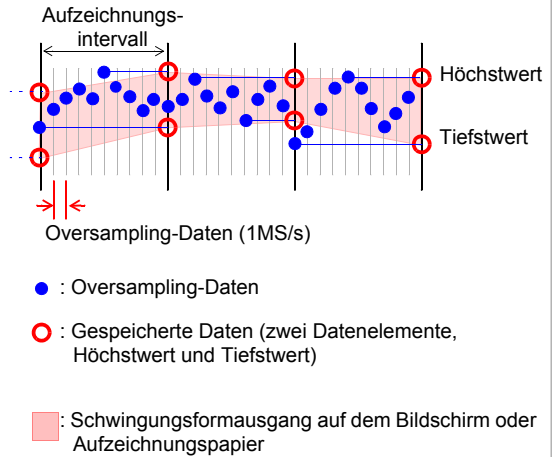 Aufzeichnungs-
intervall
Höchstwert
Tiefstwert
Oversampling-Daten (1MS/s)
: Oversampling-Daten
: Gespeicherte Daten (zwei Datenelemente,
Höchstwert und Tiefstwert)
: Schwingungsformausgang auf dem Bildschirm oder
Aufzeichnungspapier